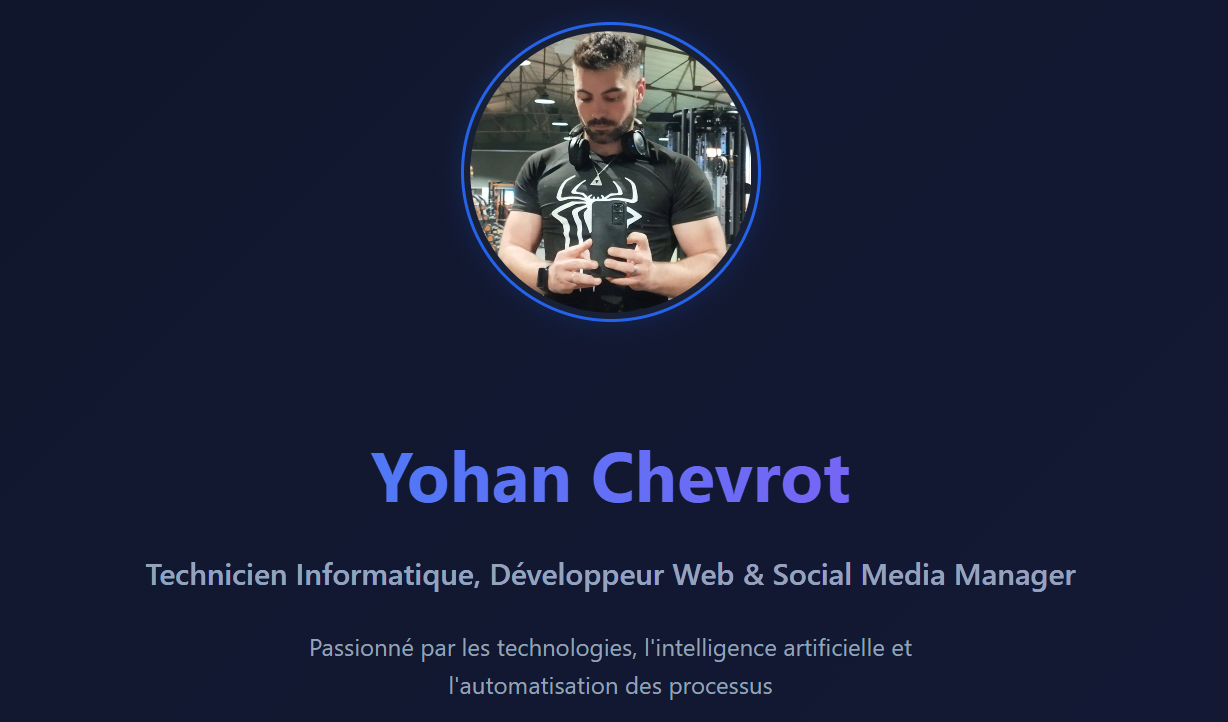 Yohan Chevrot
Technicien Informatique, Développeur Web & Social Media Manager
Passionné par les technologies, l'intelligence artificielle et
l'automatisation des processus